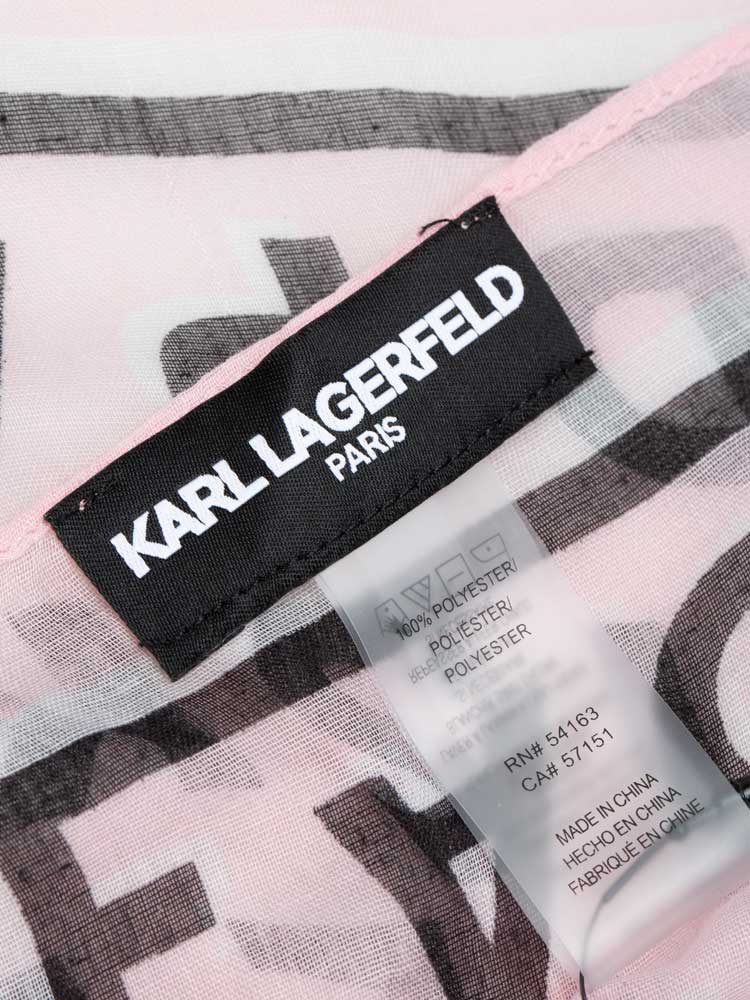 KARL LAGERFELD
PARIS
100% POLYESTER/
POLIÉSTER/
POLYESTER
RN# 54163
CA# 57151
MADE IN CHINA
HECHO EN CHINA
FABRIQUÉ EN CHINE